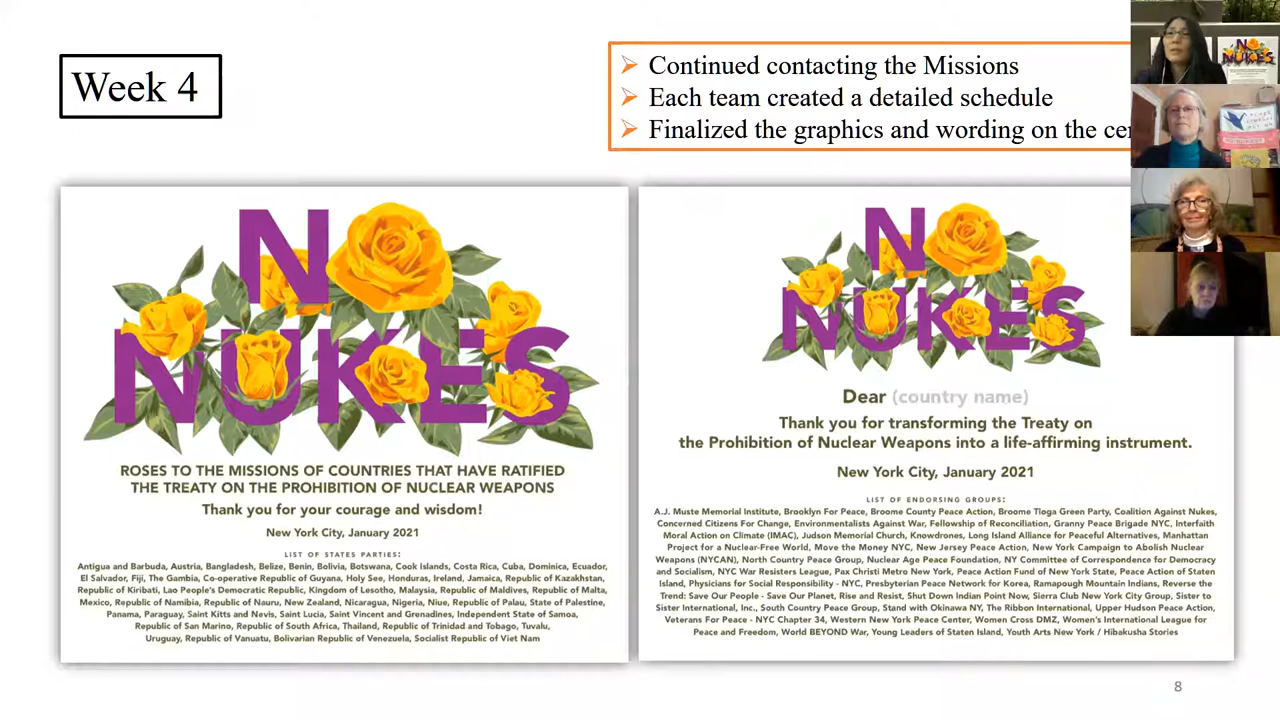 Week 4
Continued contacting the Missions
Each team created a detailed schedule
Finalized the graphics and wording on the
NO
NUKES
ROSES TO THE MISSIONS OF COUNTRIES THAT HAVE RATIFIED
THE TREATY ON THE PROHIBITION OF NUCLEAR WEAPONS
Thank you for your courage and wisdom!
New York City, January 2021
LIST OF STATES PARTIES:
Antigua and Barbuda, Austria, Bangladesh, Belize, Benin, Bolivia, Botswana, Cook Islands, Costa Rica, Cuba, Dominica, Ecuador,
El Salvador, Fiji, The Gambia, Co-operative Republic of Guyana, Holy See, Honduras, Ireland, Jamaica, Republic of Kazakhstan,
Republic of Kiribati, Lao People's Democratic Republic, Kingdom of Lesotho, Malaysia, Republic of Maldives, Republic of Malta,
Mexico, Republic of Namibia, Republic of Nauru, New Zealand, Nicaragua, Nigeria, Niue, Republic of Palau, State of Palestine,
Panama, Paraguay, Saint Kitts and Nevis, Saint Lucia, Saint Vincent and Grenadines, Independent State of Samoa,
Republic of San Marino, Republic of South Africa, Thailand, Republic of Trinidad and Tobago, Tuvalu,
Uruguay, Republic of Vanuatu, Bolivarian Republic of Venezuela, Socialist Republic of Viet Nam
NO
NUKES
Dear (country name)
Thank you for transforming the Treaty on
the Prohibition of Nuclear Weapons into a life-affirming instrument.
New York City, January 2021
LIST OF ENDORSING GROUPS:
A.J. Muste Memorial Institute, Brooklyn For Peace, Broome County Peace Action, Broome Tioga Green Party, Coalition Against Nukes,
Concerned Citizens For Change, Environmentalists Against War, Fellowship of Reconciliation, Granny Peace Brigade NYC, Interfaith
Moral Action on Climate (IMAC), Judson Memorial Church, Knowdrones, Long Island Alliance for Peaceful Alternatives, Manhattan
Project for a Nuclear-Free World, Move the Money NYC, New Jersey Peace Action, New York Campaign to Abolish Nuclear
Weapons (NYCAN), North Country Peace Group, Nuclear Age Peace Foundation, NY Committee of Correspondence for Democracy
and Socialism, NYC War Resisters League, Pax Christi Metro New York, Peace Action Fund of New York State, Peace Action of Staten
Island, Physicians for Social Responsibility - NYC, Presbyterian Peace Network for Korea, Ramapough Mountain Indians, Reverse the
Trend: Save Our People - Save Our Planet, Rise and Resist, Shut Down Indian Point Now, Sierra Club New York City Group, Sister to
Sister International, Inc., South Country Peace Group, Stand with Okinawa NY, The Ribbon International, Upper Hudson Peace Action,
Veterans For Peace - NYC Chapter 34, Western New York Peace Center, Women Cross DMZ, Women's International League for
Peace and Freedom, World BEYOND War, Young Leaders of Staten Island, Youth Arts New York / Hibakusha Stories
8
NO
NUKES